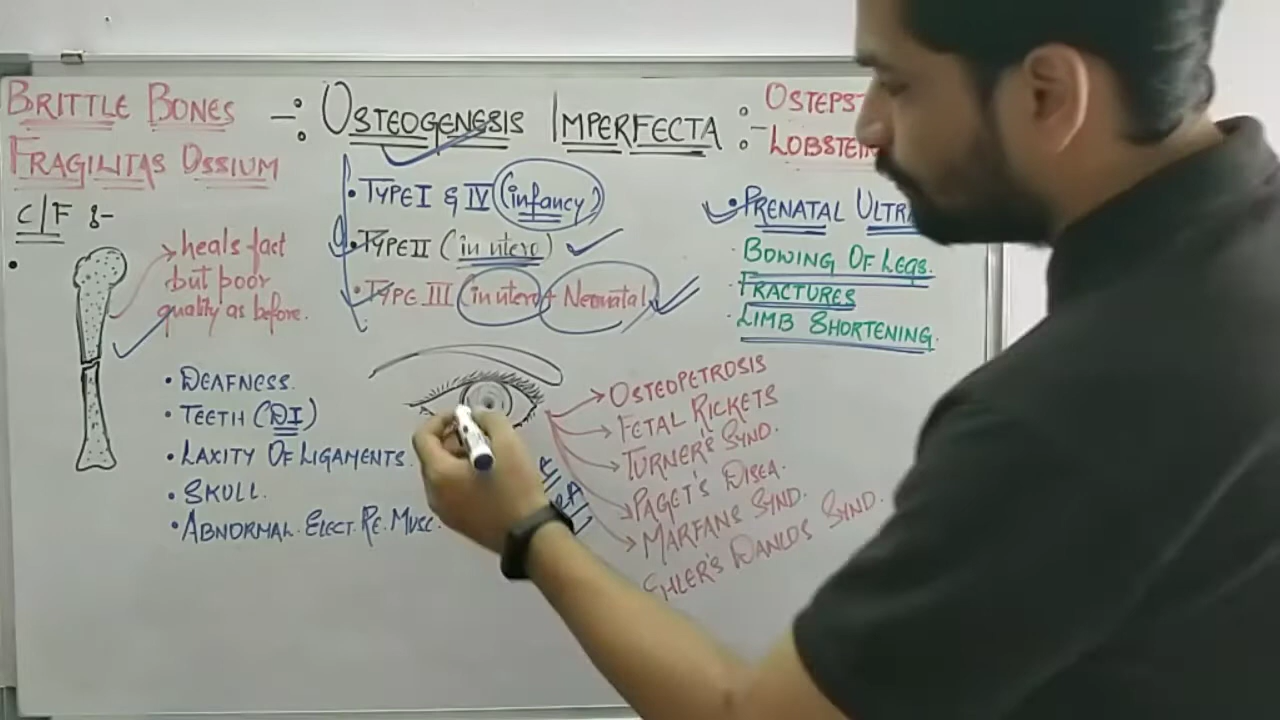 BRITTLE BONES
FRAGILITAS OSSIUM
-: OSTEOGENESIS IMPERFECTA :-
LOBSTEIN
C/F :-
heals fact
but poor
quality as before.
• TYPE I & IV (infancy)
• TYPE II (in utero)
• TYPE III (in utero + Neonatal)
• PRENATAL
• BOWING OF LEGS.
• FRACTURES
• LIMB SHORTENING.
• DEAFNESS.
• TEETH (DI)
• LAXITY OF LIGAMENTS.
• SKULL.
• ABNORMAL. ELECT. RE. MUSC.
OSTEOPETROSIS
FETAL RICKETS
TURNER'S SYND.
PAGET'S DISEA.
MARFANS SYND.
EHLER'S DANLOS SYND.